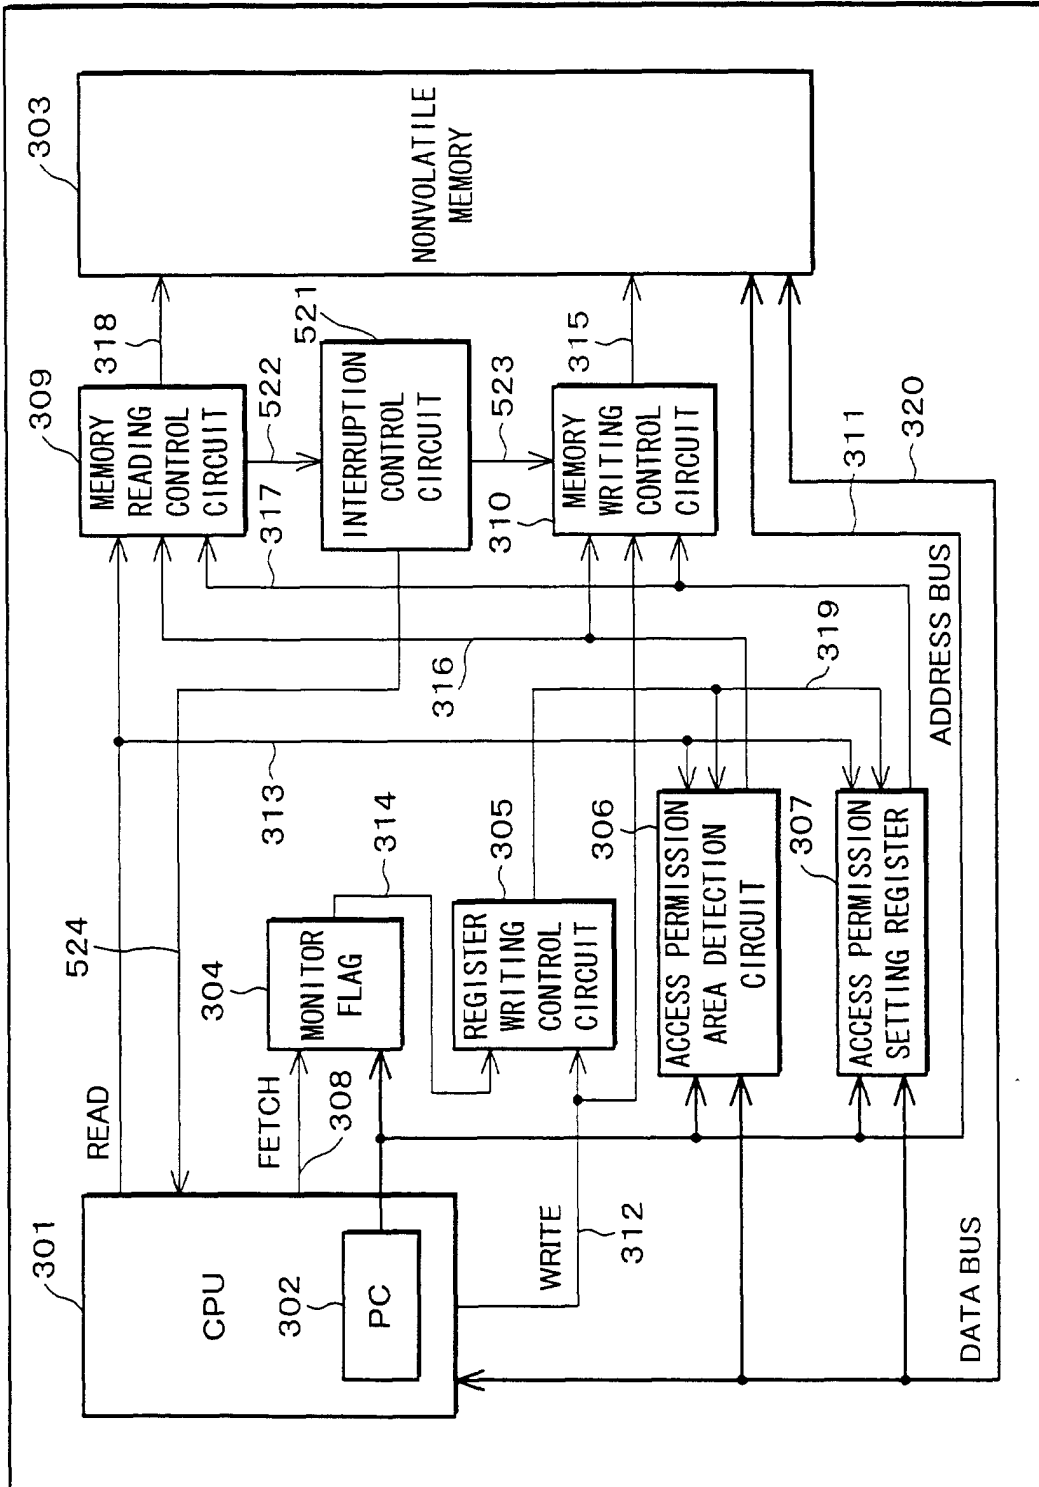 301
CPU
302
PC
READ
524
FETCH
308
WRITE
312
DATA BUS
304
MONITOR
FLAG
313
314
305
REGISTER
WRITING
CONTROL
CIRCUIT
306
ACCESS PERMISSION
AREA DETECTION
CIRCUIT
307
ACCESS PERMISSION
SETTING REGISTER
316
319
ADDRESS BUS
309
MEMORY
READING
CONTROL
CIRCUIT
317
318
522
521
INTERRUPTION
CONTROL
CIRCUIT
523
310
MEMORY
WRITING
CONTROL
CIRCUIT
315
311
320
303
NONVOLATILE
MEMORY